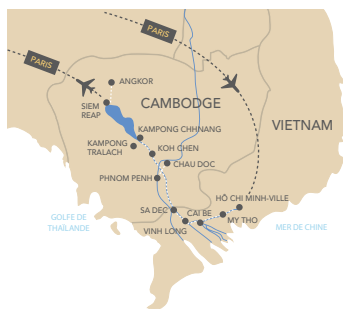 PARIS
PARIS
ANGKOR
SIEM
REAP
CAMBODGE
KAMPONG CHHNANG
VIETNAM
KAMPONG
TRALACH
KOH CHEN
CHAU DOC
PHNOM PENH
HÔ CHI MINH-VILLE
SA DEC
CAI BE
MY THO
GOLFE DE
THAÏLANDE
VINH LONG
MER DE CHINE